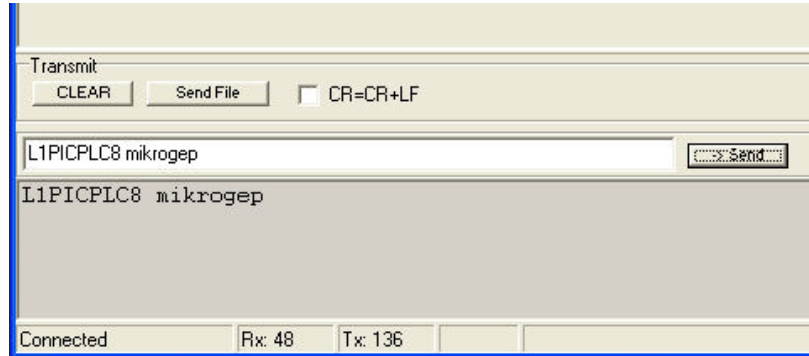 Transmit
CLEAR Send File CR=CR+LF
L1PICPLC8 mikrogep -> Send
L1PICPLC8 mikrogep
Connected Rx: 48 Tx: 136